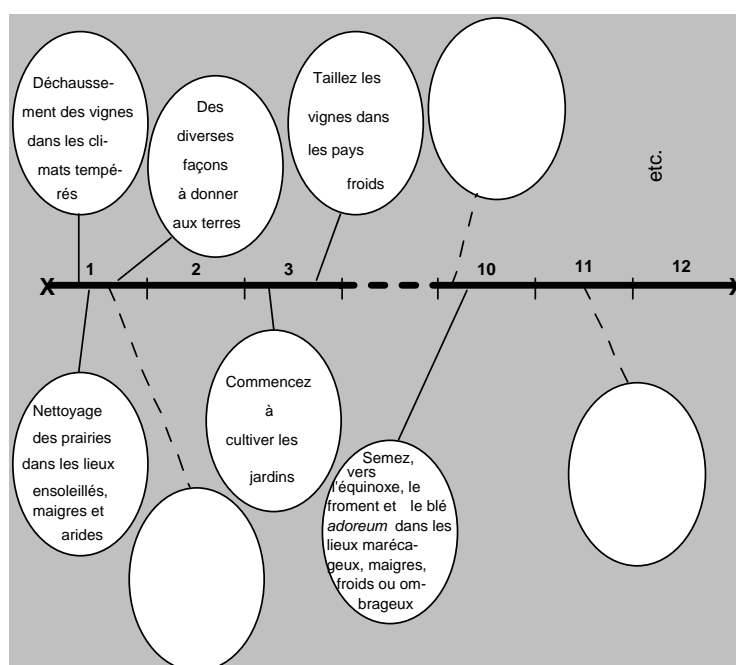 Déchausse-
ment des vignes
dans les cli-
mats tempé-
rés
Des
diverses
façons
à donner
aux terres
Taillez les
vignes dans
les pays
froids
etc.
X 1 2 3 10 11 12 X
Nettoyage
des prairies
dans les lieux
ensoleillés,
maigres et
arides
Commencez
à
cultiver les
jardins
Semez,
vers
l'équinoxe, le
froment et le blé
adoreum dans les
lieux maréca-
geux, maigres,
froids ou om-
brageux